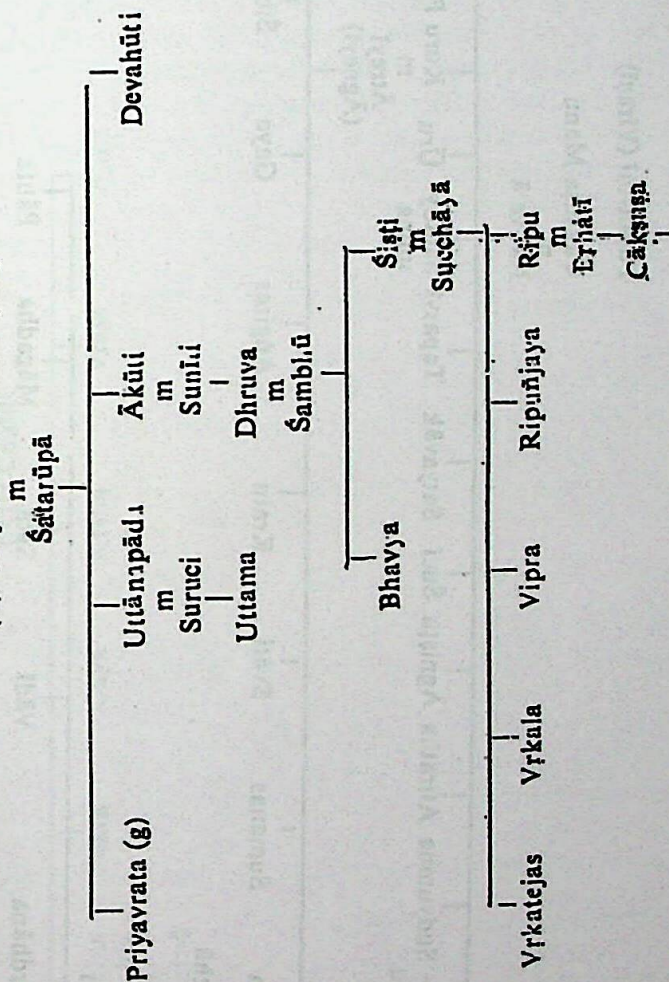 m
Śatarūpā
Priyavrata (g) Uttānapāda Ākūti Devahūti
m m
Suruci Sunīti
Uttama Dhruva
m
Śambhū
Bhavya Śiṣṭi
m
Succhāyā
Vṛkatejas Vṛkala Vipra Ripuñjaya Ripu
m
Bṛhatī
Cākṣuṣa